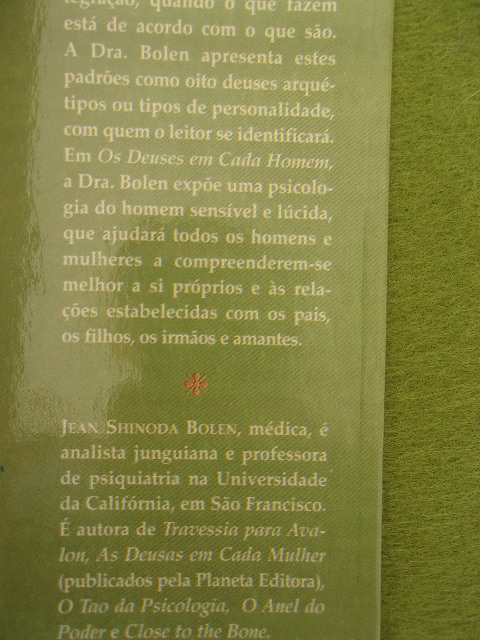 tegração, quando o que fazem
está de acordo com o que são.
A Dra. Bolen apresenta estes
padrões como oito deuses arqué-
tipos ou tipos de personalidade,
com quem o leitor se identificará.
Em Os Deuses em Cada Homem,
a Dra. Bolen expõe uma psicolo-
gia do homem sensível e lúcida,
que ajudará todos os homens e
mulheres a compreenderem-se
melhor a si próprios e às rela-
ções estabelecidas com os pais,
os filhos, os irmãos e amantes.
JEAN SHINODA BOLEN, médica, é
analista junguiana e professora
de psiquiatria na Universidade
da Califórnia, em São Francisco.
É autora de Travessia para Ava-
lon, As Deusas em Cada Mulher
(publicados pela Planeta Editora),
O Tao da Psicologia, O Anel do
Poder e Close to the Bone.